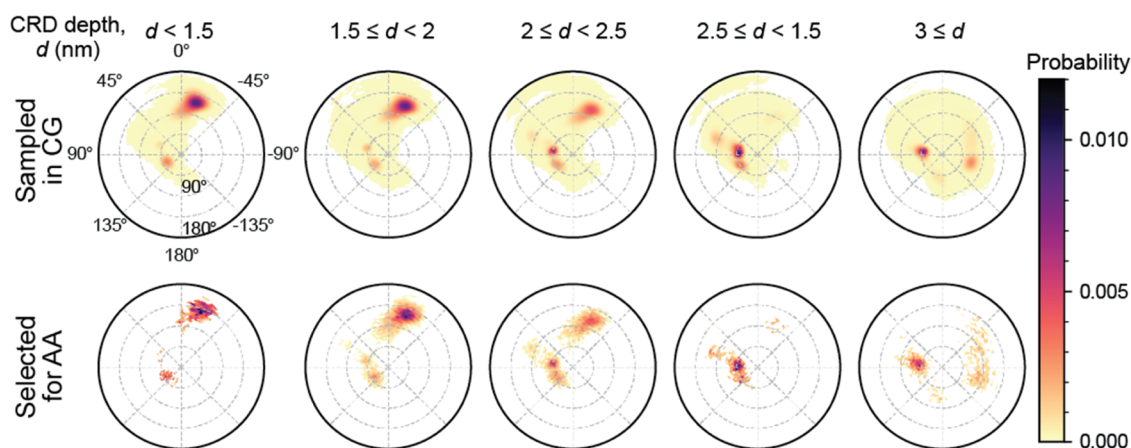 CRD depth, d (nm)
d < 1.5
1.5 ≤ d < 2
2 ≤ d < 2.5
2.5 ≤ d < 1.5
3 ≤ d
Probability
Sampled in CG
0°
45°
-45°
90°
-90°
90°
135°
180°
-135°
180°
Selected for AA
0.010
0.005
0.000